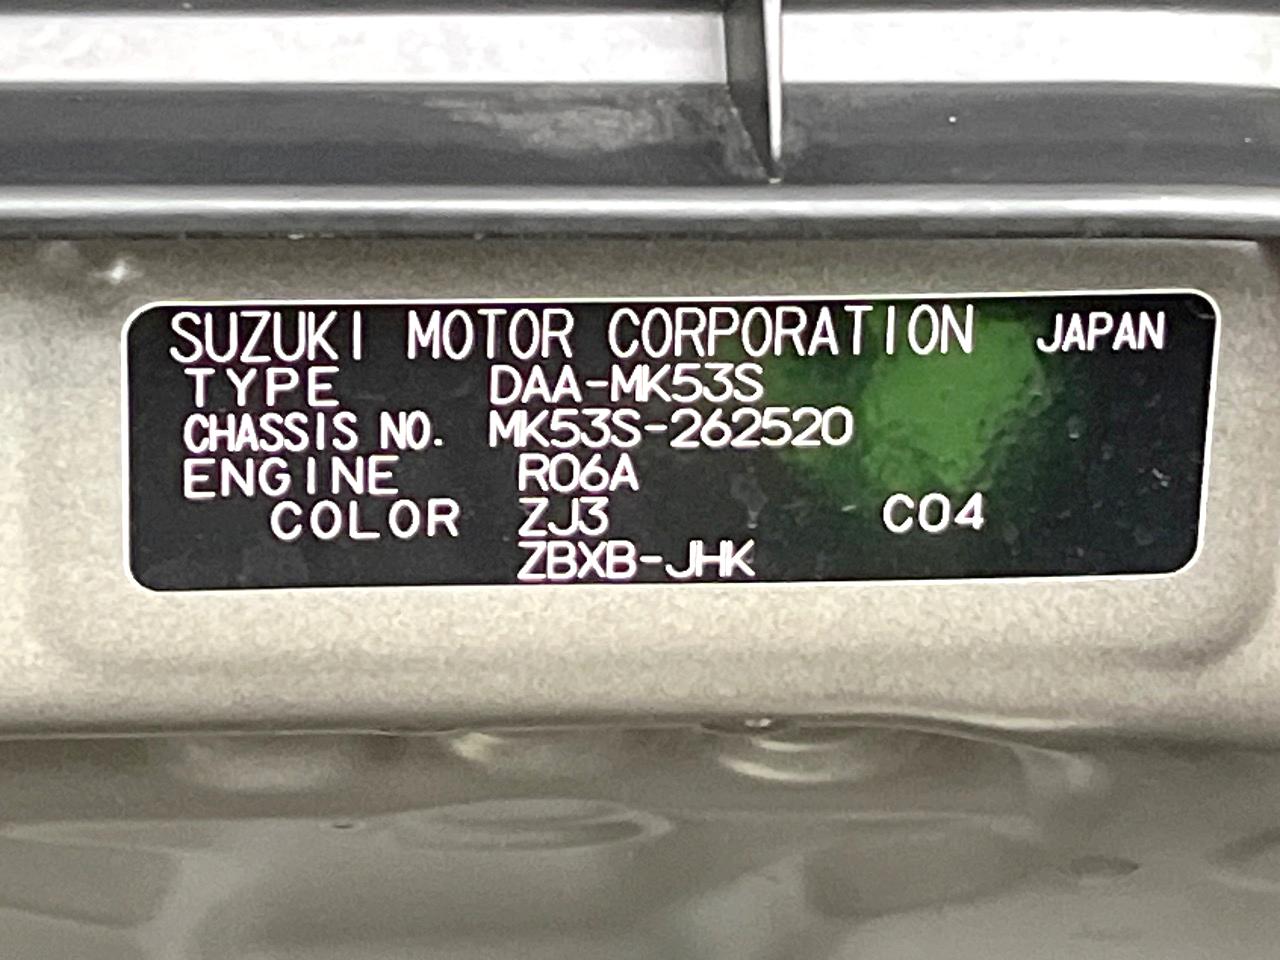 SUZUKI MOTOR CORPORATION JAPAN
TYPE DAA-MK53S
CHASSIS NO. MK53S-262520
ENGINE R06A
COLOR ZJ3 C04
ZBXB-JHK